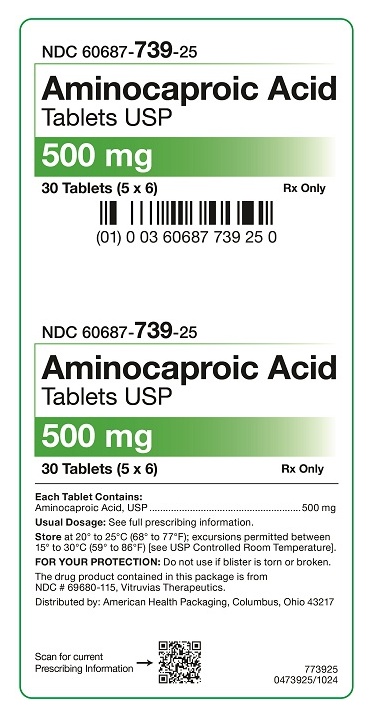 NDC 60687-739-25
Aminocaproic Acid
Tablets USP
500 mg
30 Tablets (5 x 6) Rx Only
(01) 0 03 60687 739 25 0
NDC 60687-739-25
Aminocaproic Acid
Tablets USP
500 mg
30 Tablets (5 x 6) Rx Only
Each Tablet Contains:
Aminocaproic Acid, USP ..................................................... 500 mg
Usual Dosage: See full prescribing information.
Store at 20° to 25°C (68° to 77°F); excursions permitted between
15° to 30°C (59° to 86°F) [see USP Controlled Room Temperature].
FOR YOUR PROTECTION: Do not use if blister is torn or broken.
The drug product contained in this package is from
NDC # 69680-115, Vitruvias Therapeutics.
Distributed by: American Health Packaging, Columbus, Ohio 43217
Scan for current
Prescribing Information →
773925
0473925/1024